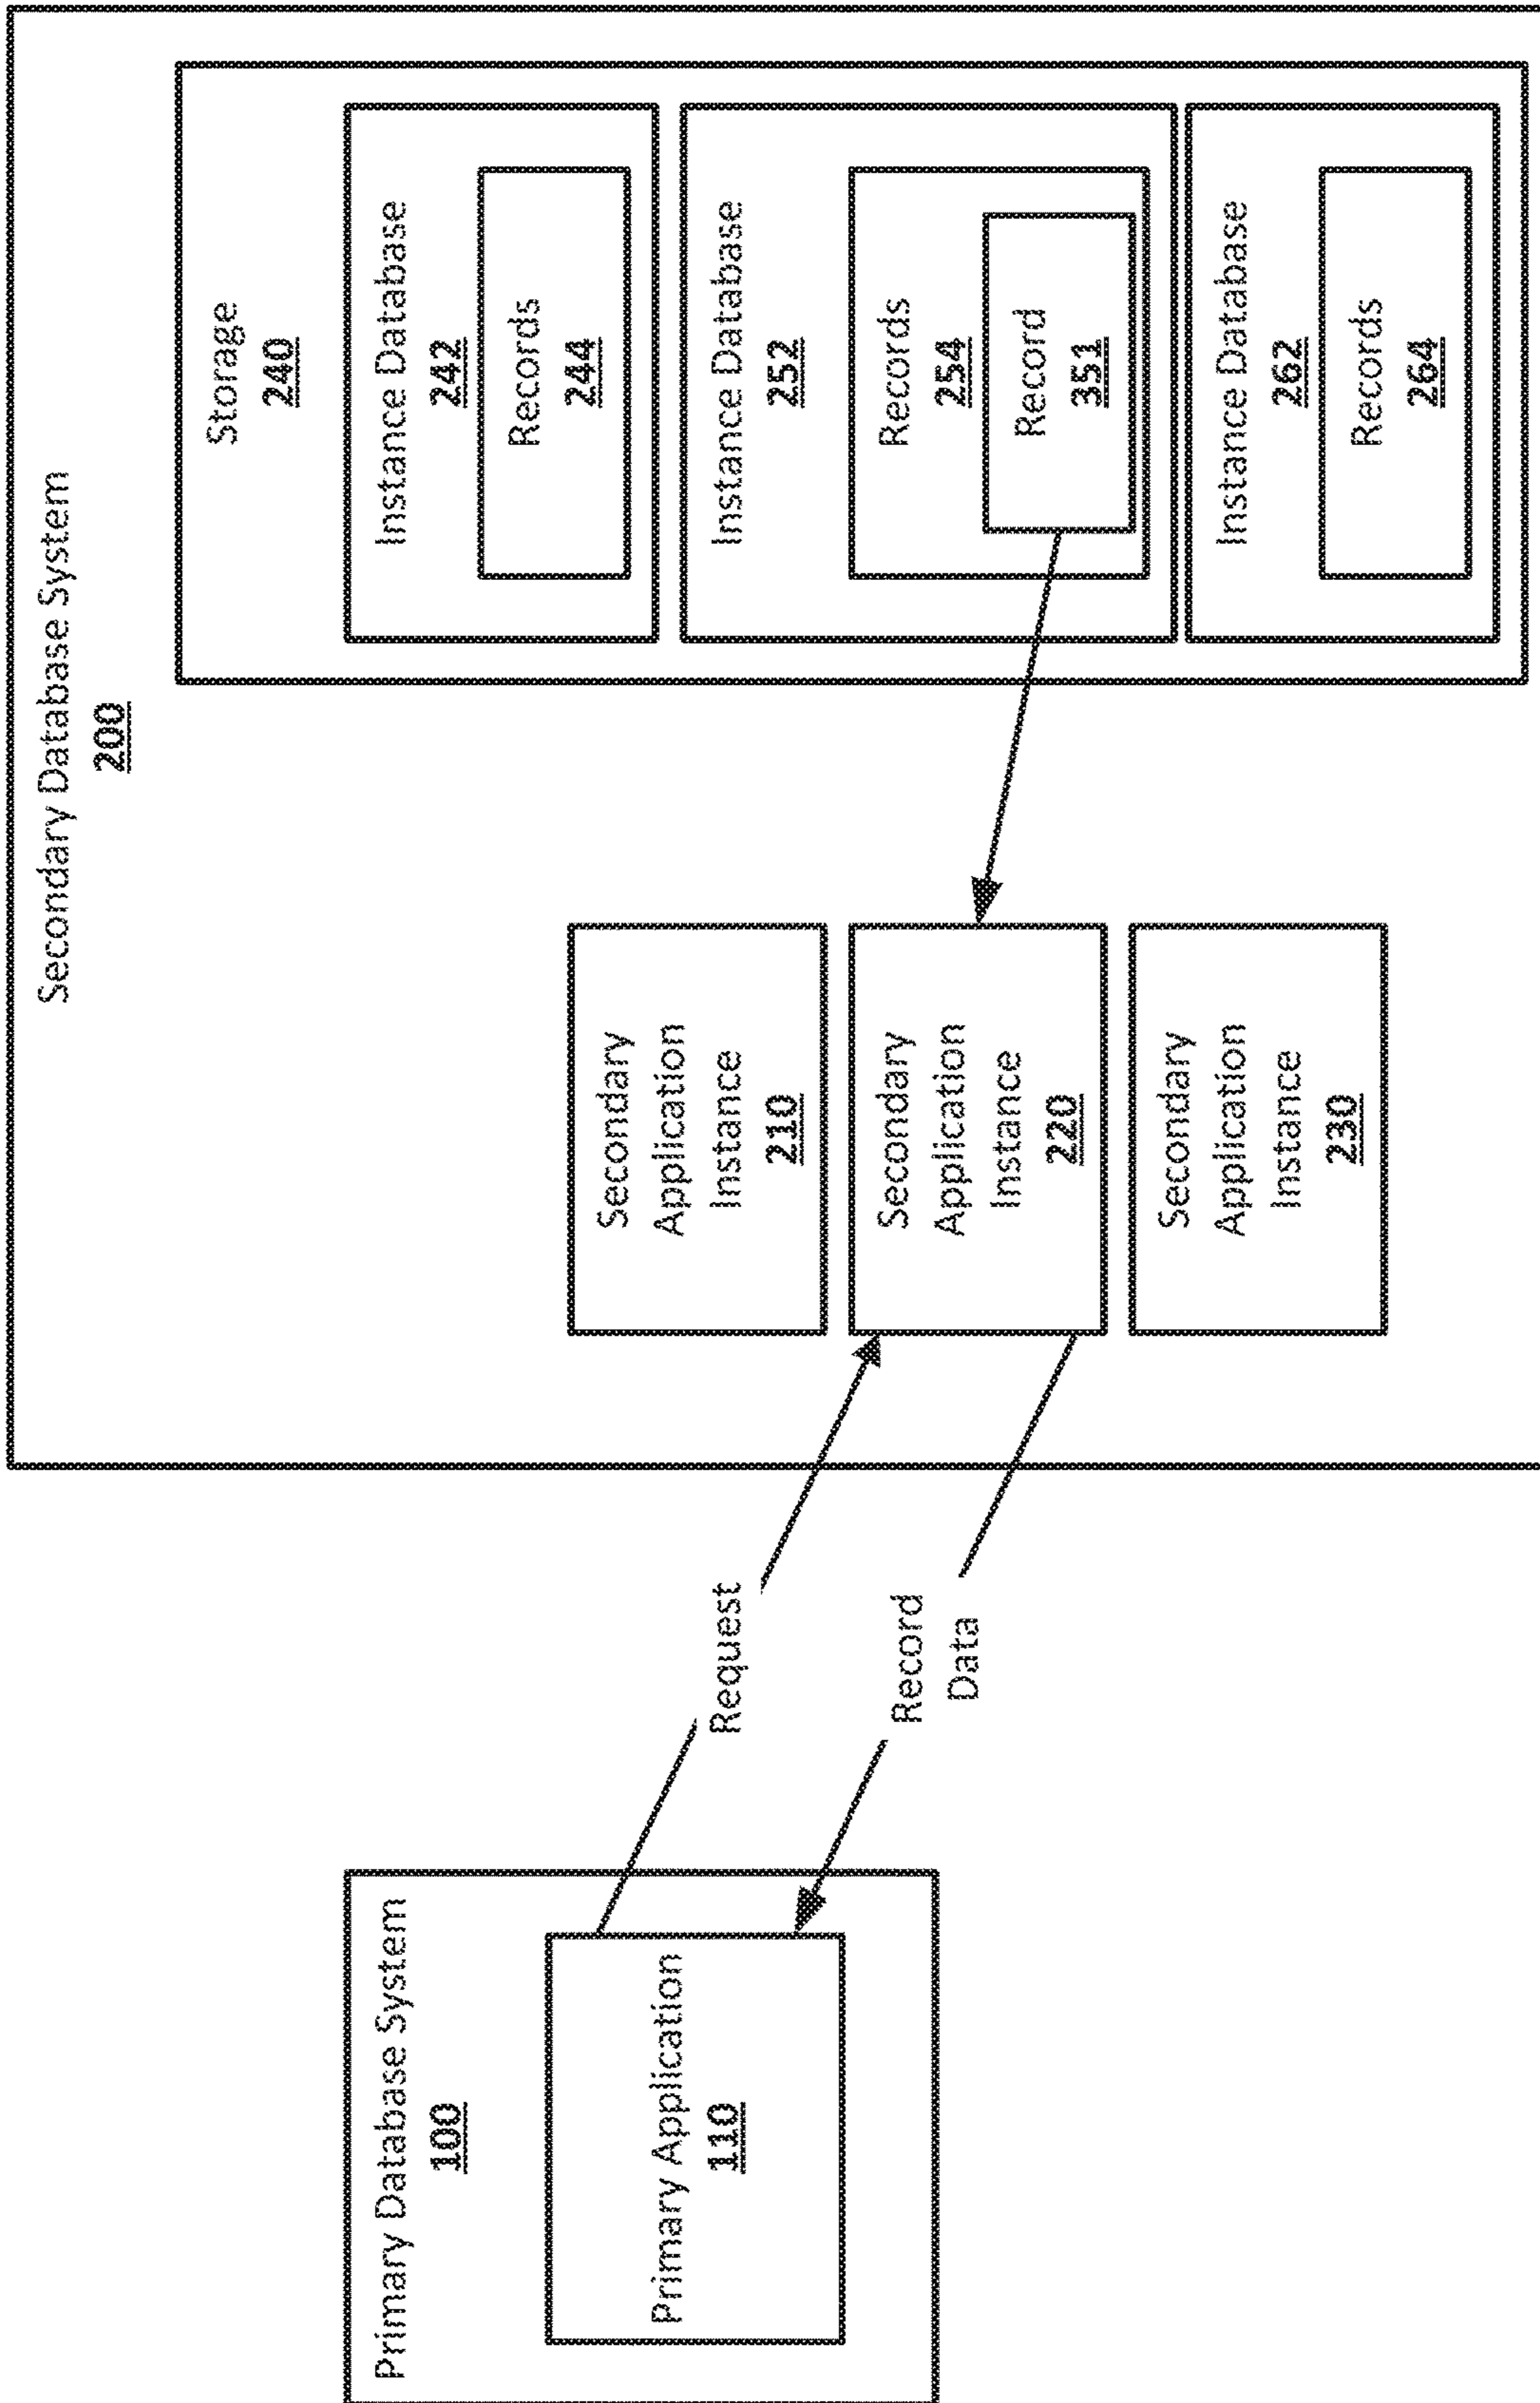 Primary Database System
100
Primary Application
110
Request
Record
Data
Secondary Database System
200
Secondary
Application
Instance
210
Secondary
Application
Instance
220
Secondary
Application
Instance
230
Storage
240
Instance Database
242
Records
244
Instance Database
252
Records
254
Record
351
Instance Database
262
Records
264